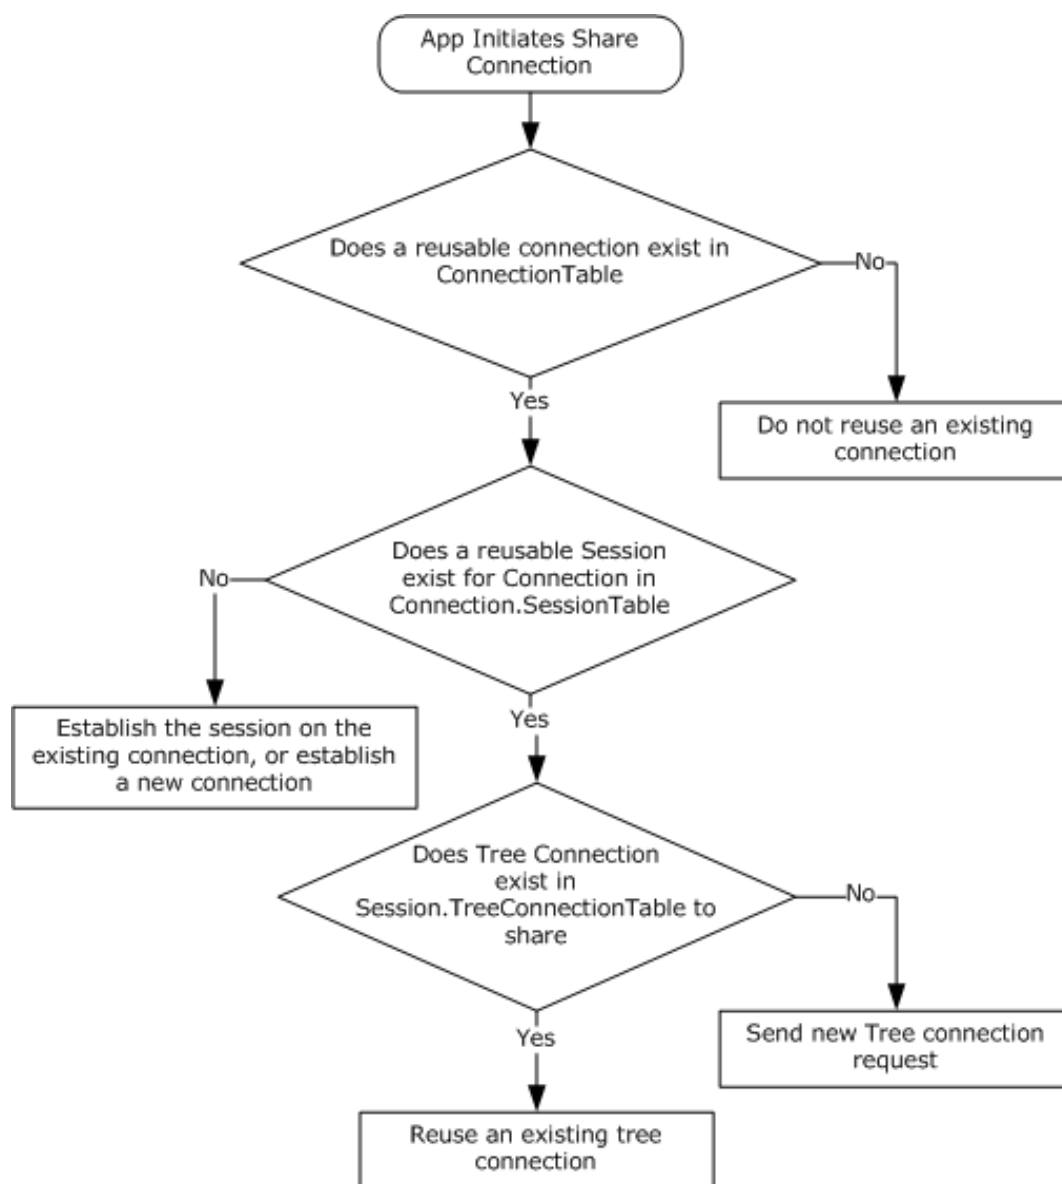 App Initiates Share
Connection
Does a reusable connection exist in
ConnectionTable
No
Yes
Do not reuse an existing
connection
Does a reusable Session
exist for Connection in
Connection.SessionTable
No
Yes
Establish the session on the
existing connection, or establish
a new connection
Does Tree Connection
exist in
Session.TreeConnectionTable to
share
No
Yes
Send new Tree connection
request
Reuse an existing tree
connection